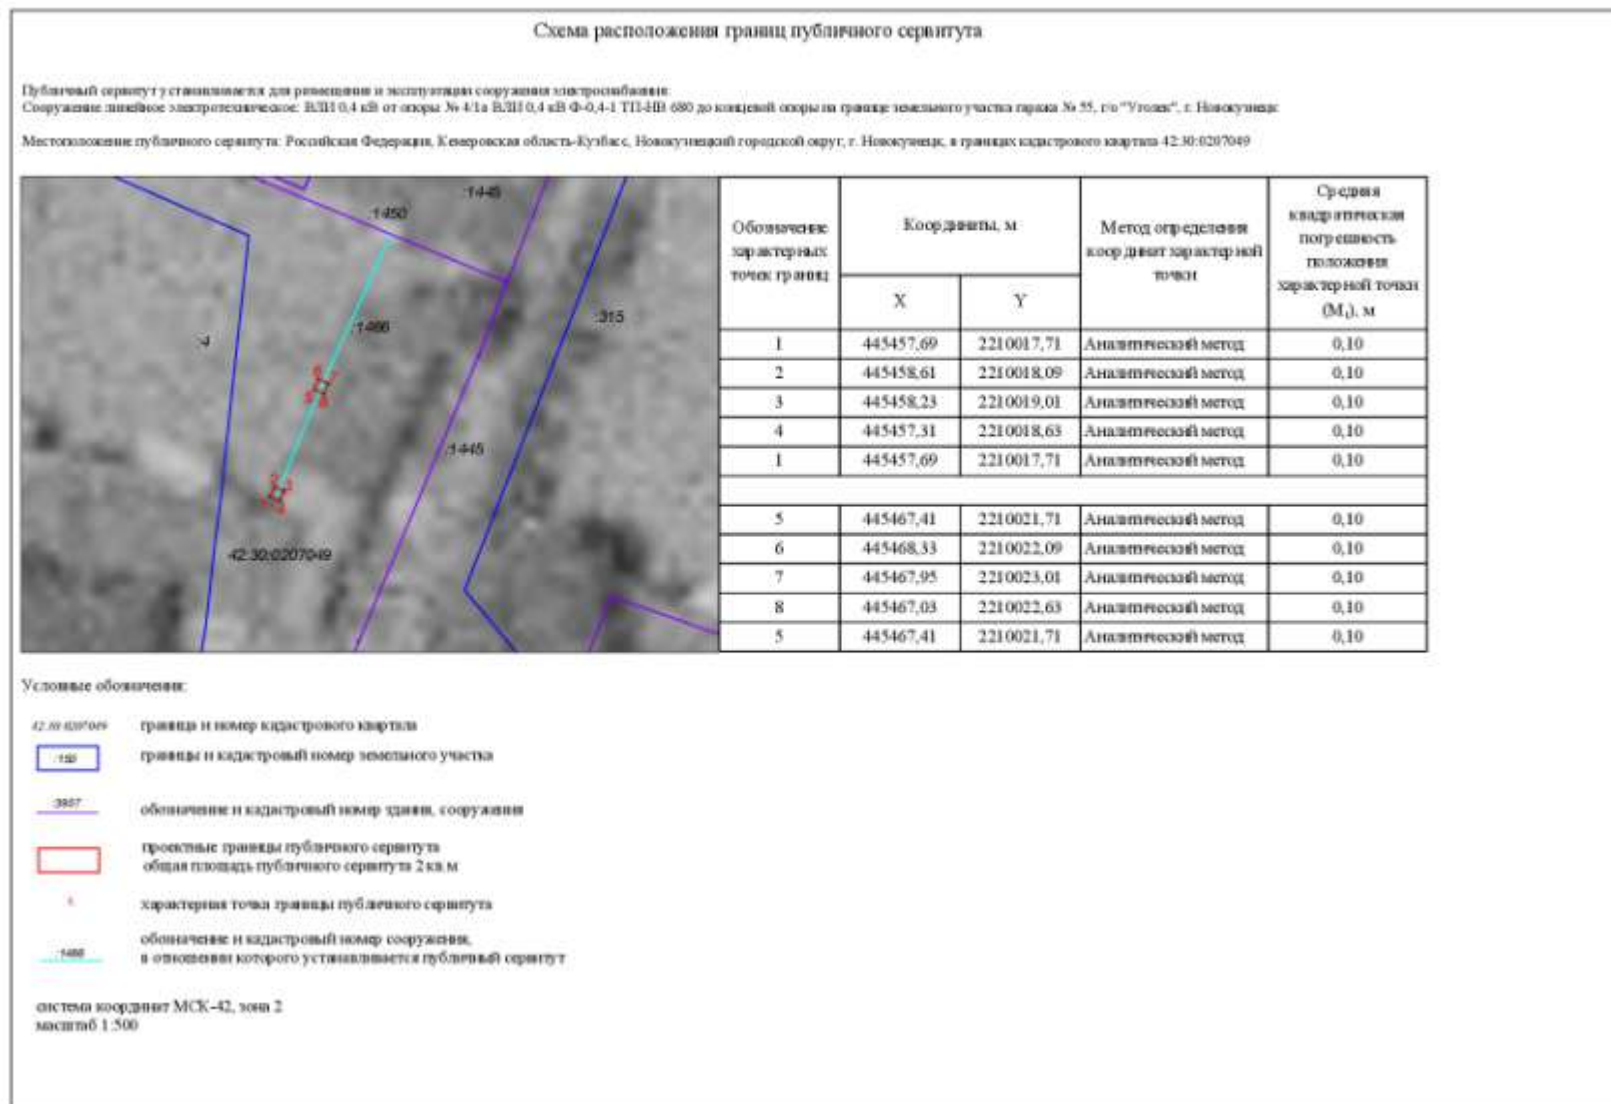 Схема расположения границ публичного сервитута
Публичный сервитут устанавливается для размещения и эксплуатации сооружения электроснабжения:
Сооружение линейное электротехническое: ВЛИ 0,4 кВ от опоры № 4/1а ВЛИ 0,4 кВ Ф-0,4-1 ТП-НВ 680 до концевой опоры на границе земельного участка гаража № 55, г/о "Уголек", г. Новокузнецк
Местоположение публичного сервитута: Российская Федерация, Кемеровская область-Кузбасс, Новокузнецкий городской округ, г. Новокузнецк, в границах кадастрового квартала 42:30:0207049
:1450
:1466
:4
:315
:1445
42:30:0207049
Обозначение
характерных
точек границ
Координаты, м
X
Y
Метод определения
координат характерной
точки
Средняя
квадратическая
погрешность
положения
характерной точки
(Mt), м
1 445457,69 2210017,71 Аналитический метод 0,10
2 445458,61 2210018,09 Аналитический метод 0,10
3 445458,23 2210019,01 Аналитический метод 0,10
4 445457,31 2210018,63 Аналитический метод 0,10
1 445457,69 2210017,71 Аналитический метод 0,10
5 445467,41 2210021,71 Аналитический метод 0,10
6 445468,33 2210022,09 Аналитический метод 0,10
7 445467,95 2210023,01 Аналитический метод 0,10
8 445467,03 2210022,63 Аналитический метод 0,10
5 445467,41 2210021,71 Аналитический метод 0,10
Условные обозначения:
42:30:0207049 граница и номер кадастрового квартала
границы и кадастровый номер земельного участка
обозначение и кадастровый номер здания, сооружения
проектные границы публичного сервитута
общая площадь публичного сервитута 2 кв.м
характерная точка границы публичного сервитута
обозначение и кадастровый номер сооружения,
:1466 в отношении которого устанавливается публичный сервитут
система координат МСК-42, зона 2
масштаб 1:500